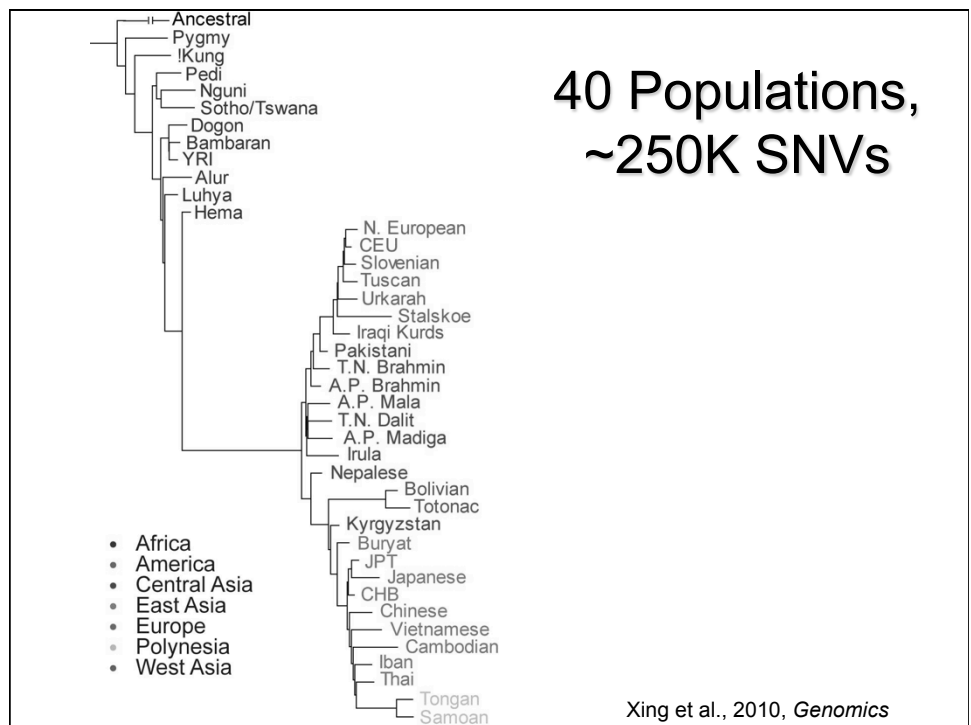 Ancestral
Pygmy
!Kung
Pedi
Nguni
Sotho/Tswana
Dogon
Bambaran
YRI
Alur
Luhya
Hema
40 Populations,
~250K SNVs
N. European
CEU
Slovenian
Tuscan
Urkarah
Stalskoe
Iraqi Kurds
Pakistani
T.N. Brahmin
A.P. Brahmin
A.P. Mala
T.N. Dalit
A.P. Madiga
Irula
Nepalese
Bolivian
Totonac
Kyrgyzstan
Buryat
JPT
Japanese
CHB
Chinese
Vietnamese
Cambodian
Iban
Thai
Tongan
Samoan
• Africa
• America
• Central Asia
• East Asia
• Europe
• Polynesia
• West Asia
Xing et al., 2010, Genomics